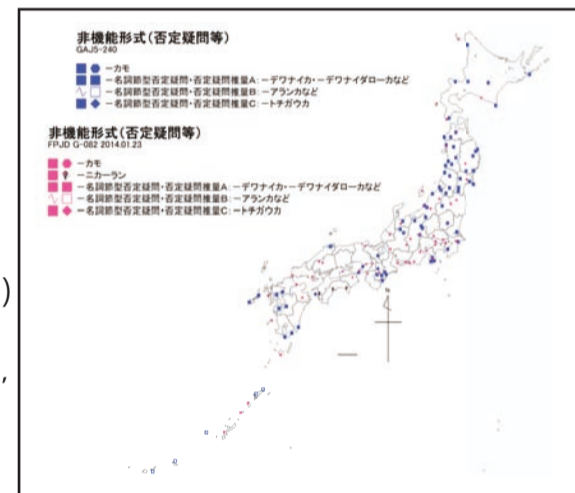 非機能形式(否定疑問等)
GAJ5-240
ーカモ
ー名詞節型否定疑問・否定疑問推量A:ーデワナイカ・ーデワナイダローカなど
ー名詞節型否定疑問・否定疑問推量B:ーアランカなど
ー名詞節型否定疑問・否定疑問推量C:ートチガウカ
非機能形式(否定疑問等)
FPJD G-082 2014.01.23
ーカモ
ーニカーラン
ー名詞節型否定疑問・否定疑問推量A:ーデワナイカ・ーデワナイダローカなど
ー名詞節型否定疑問・否定疑問推量B:ーアランカなど
ー名詞節型否定疑問・否定疑問推量C:ートチガウカ
N
)
,